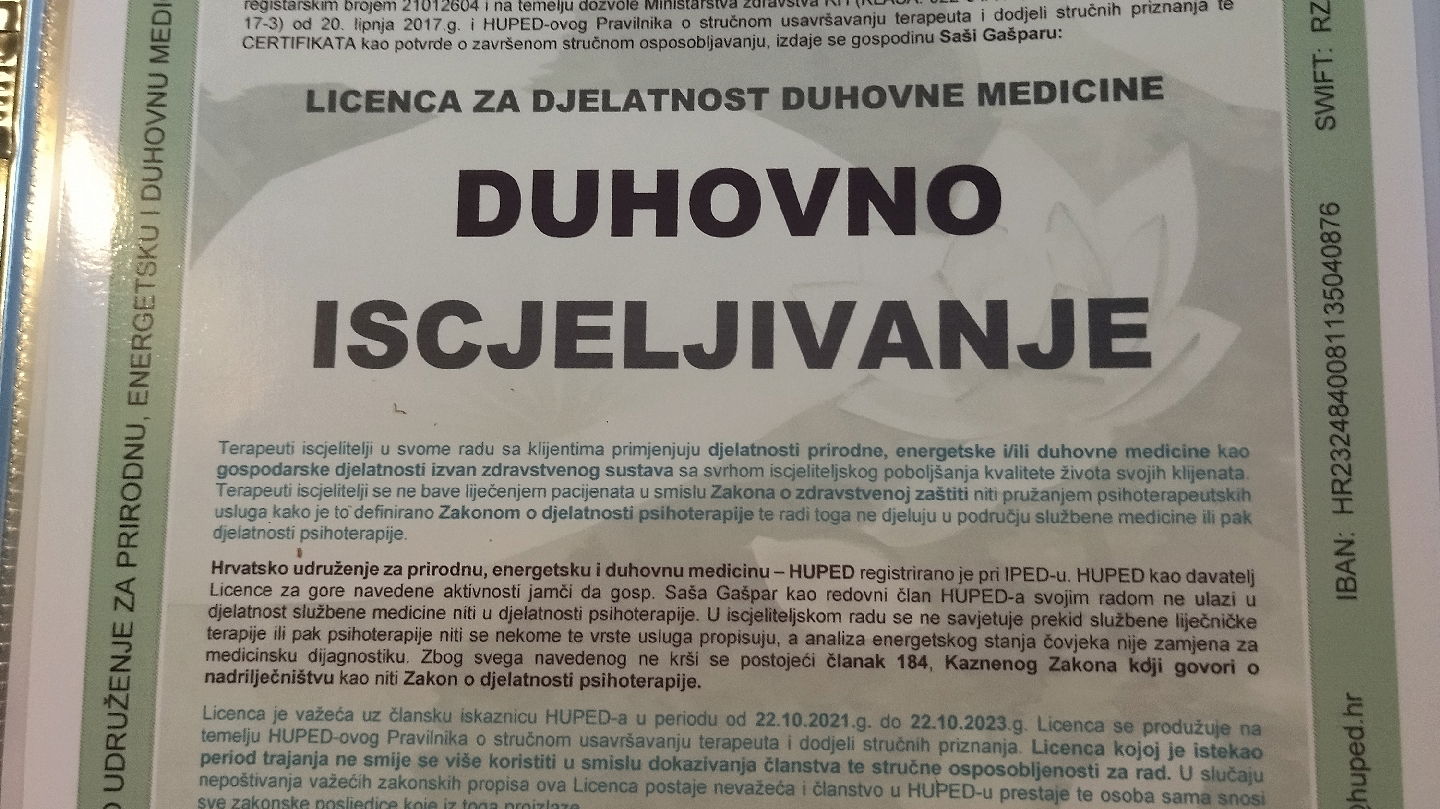 registarskim brojem 21012604 i na temelju dozvole Ministarstva zdravstva RH (KLASA:
17-3) od 20. lipnja 2017.g. i HUPED-ovog Pravilnika o stručnom usavršavanju terapeuta i dodjeli stručnih priznanja te
CERTIFIKATA kao potvrde o završenom stručnom osposobljavanju, izdaje se gospodinu Saši Gašparu:
LICENCA ZA DJELATNOST DUHOVNE MEDICINE
DUHOVNO
ISCJELJIVANJE
Terapeuti iscjelitelji u svome radu sa klijentima primjenjuju djelatnosti prirodne, energetske i/ili duhovne medicine kao
gospodarske djelatnosti izvan zdravstvenog sustava sa svrhom iscjeliteljskog poboljšanja kvalitete života svojih klijenata.
Terapeuti iscjelitelji se ne bave liječenjem pacijenata u smislu Zakona o zdravstvenoj zaštiti niti pružanjem psihoterapeutskih
usluga kako je to definirano Zakonom o djelatnosti psihoterapije te radi toga ne djeluju u području službene medicine ili pak
djelatnosti psihoterapije.
Hrvatsko udruženje za prirodnu, energetsku i duhovnu medicinu – HUPED registrirano je pri IPED-u. HUPED kao davatelj
Licence za gore navedene aktivnosti jamči da gosp. Saša Gašpar kao redovni član HUPED-a svojim radom ne ulazi u
djelatnost službene medicine niti u djelatnosti psihoterapije. U iscjeliteljskom radu se ne savjetuje prekid službene liječničke
terapije ili pak psihoterapije niti se nekome te vrste usluga propisuju, a analiza energetskog stanja čovjeka nije zamjena za
medicinsku dijagnostiku. Zbog svega navedenog ne krši se postojeći članak 184, Kaznenog Zakona koji govori o
nadriliječništvu kao niti Zakon o djelatnosti psihoterapije.
Licenca je važeća uz člansku iskaznicu HUPED-a u periodu od 22.10.2021.g. do 22.10.2023.g. Licenca se produžuje na
temelju HUPED-ovog Pravilnika o stručnom usavršavanju terapeuta i dodjeli stručnih priznanja. Licenca kojoj je istekao
period trajanja ne smije se više koristiti u smislu dokazivanja članstva te stručne osposobljenosti za rad. U slučaju
nepoštivanja važećih zakonskih propisa ova Licenca postaje nevažeća i članstvo u HUPED-u prestaje te osoba sama snosi
sve zakonske posljedice koje iz toga proizlaze.
UDRUŽENJE ZA PRIRODNU, ENERGETSKU I DUHOVNU MEDI
huped.hr IBAN: HR2324840081135040876 SWIFT: RZ